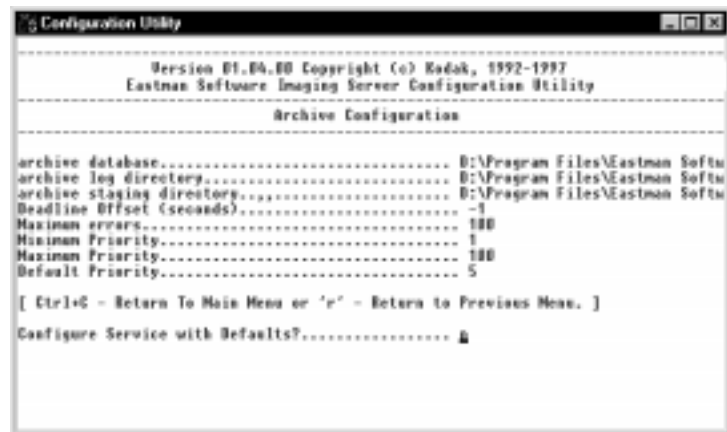 Configuration Utility
Version 01.04.00 Copyright (c) Kodak, 1992-1997
Eastman Software Imaging Server Configuration Utility
Archive Configuration
archive database................................ D:\Program Files\Eastman Softw
archive log directory........................... D:\Program Files\Eastman Softw
archive staging directory..,,................... D:\Program Files\Eastman Softw
Deadline Offset (seconds)....................... -1
Maximum errors.................................. 100
Minimum Priority................................ 1
Maximum Priority................................ 100
Default Priority................................ 5
[ Ctrl+C - Return To Main Menu or 'r' - Return to Previous Menu. ]
Configure Service with Defaults?................. n